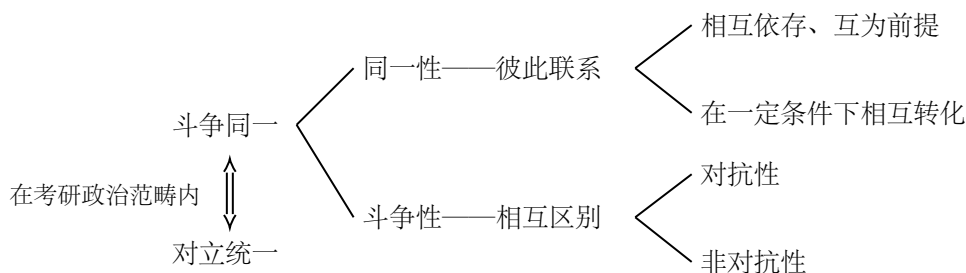 相互依存、互为前提
同一性——彼此联系
在一定条件下相互转化
斗争同一
在考研政治范畴内
对抗性
斗争性——相互区别
对立统一
非对抗性